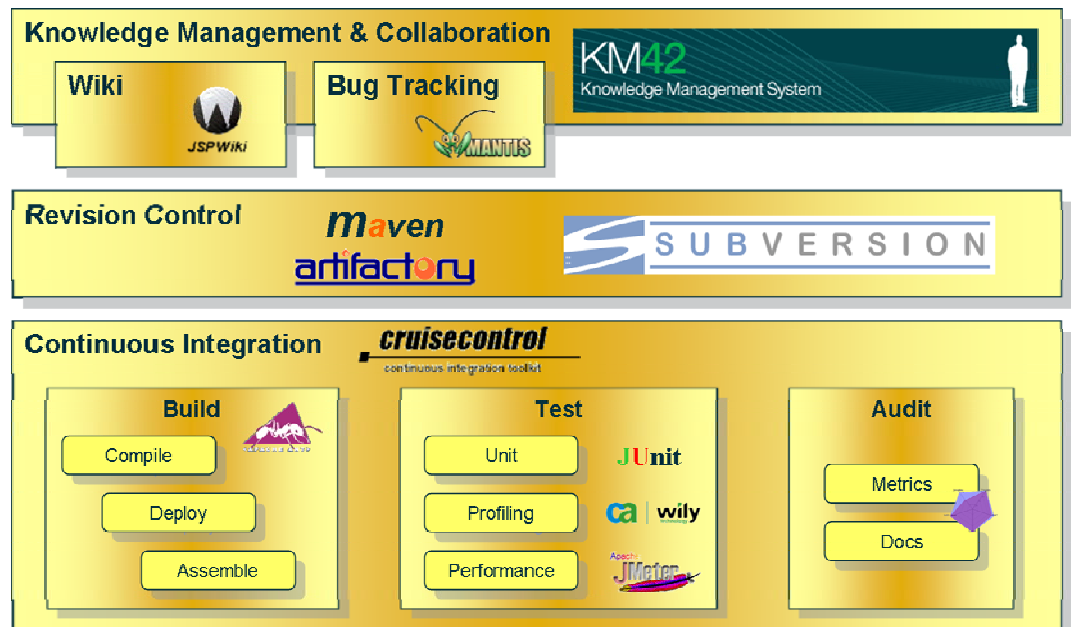 Knowledge Management & Collaboration
KM42
Knowledge Management System
Wiki
JSPWiki
Bug Tracking
MANTIS
Revision Control
maven
artifactory
SUBVERSION
Continuous Integration
cruisecontrol
continuous integration toolkit
Build
Compile
Deploy
Assemble
Test
Unit
JUnit
Profiling
ca wily
Performance
Apache
JMeter
Audit
Metrics
Docs